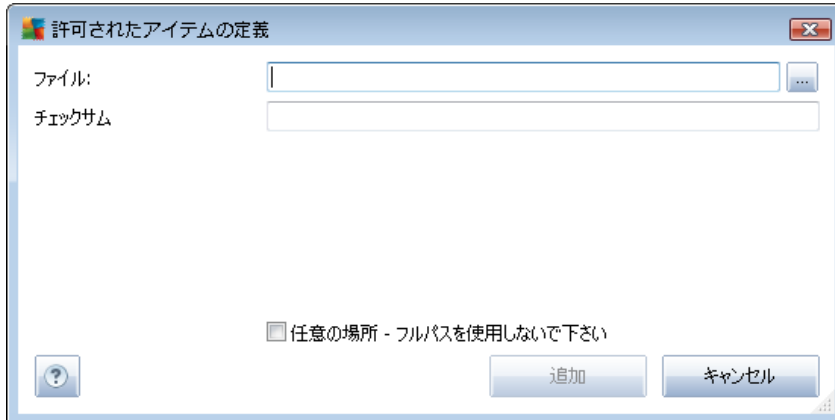 許可されたアイテムの定義
ファイル:
...
チェックサム
任意の場所 - フルパスを使用しないで下さい
?
追加
キャンセル